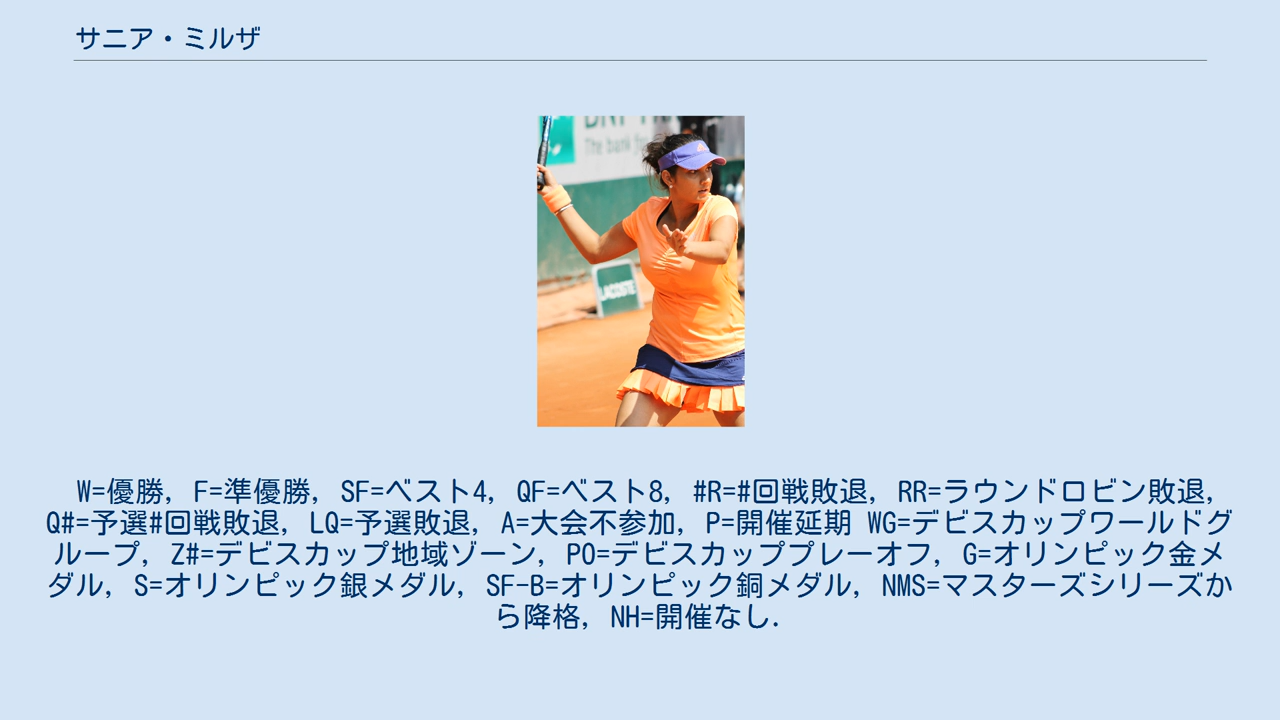 サニア・ミルザ
The bank fo
LACOSTE
W=優勝, F=準優勝, SF=ベスト4, QF=ベスト8, #R=#回戦敗退, RR=ラウンドロビン敗退,
Q#=予選#回戦敗退, LQ=予選敗退, A=大会不参加, P=開催延期 WG=デビスカップワールドグ
ループ, Z#=デビスカップ地域ゾーン, PO=デビスカッププレーオフ, G=オリンピック金メ
ダル, S=オリンピック銀メダル, SF-B=オリンピック銅メダル, NMS=マスターズシリーズか
ら降格, NH=開催なし.